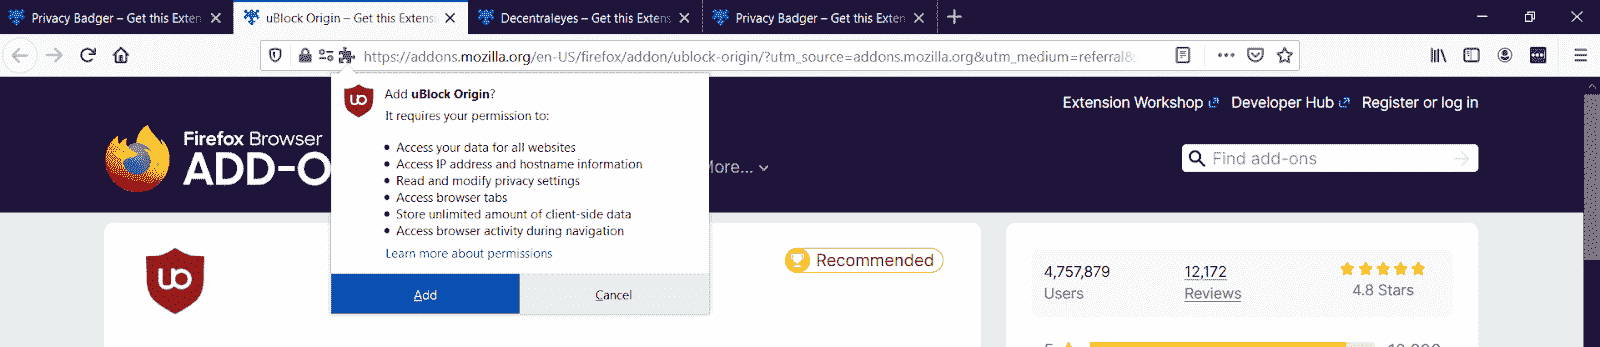 Privacy Badger – Get this Exten
uBlock Origin – Get this Extens
Decentraleyes – Get this Extens
Privacy Badger – Get this Exten
https://addons.mozilla.org/en-US/firefox/addon/ublock-origin/?utm_source=addons.mozilla.org&utm_medium=referral&
Extension Workshop
Developer Hub
Register or log in
Firefox Browser
ADD-O
More...
Find add-ons
Add uBlock Origin?
It requires your permission to:
• Access your data for all websites
• Access IP address and hostname information
• Read and modify privacy settings
• Access browser tabs
• Store unlimited amount of client-side data
• Access browser activity during navigation
Learn more about permissions
Add
Cancel
uo
Recommended
4,757,879
Users
12,172
Reviews
4.8 Stars